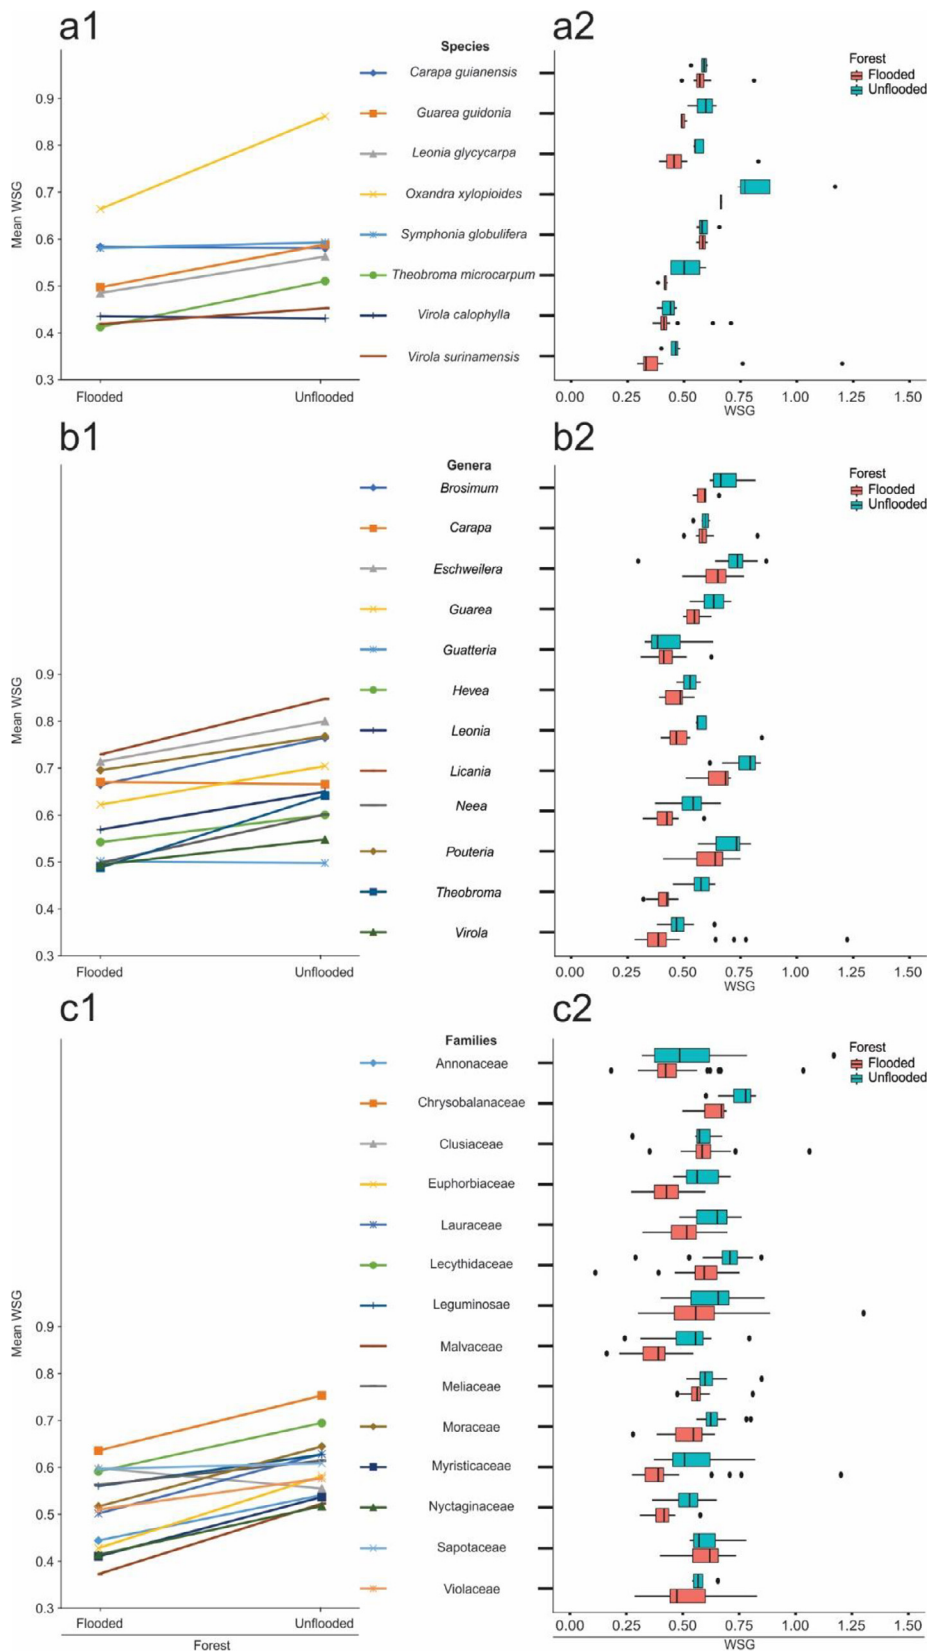 a1
Species
Mean WSG
0.9
0.8
0.7
0.6
0.5
0.4
0.3
Flooded
Unflooded
Carapa guianensis
Guarea guidonia
Leonia glycycarpa
Oxandra xylopioides
Symphonia globulifera
Theobroma microcarpum
Virola calophylla
Virola surinamensis
a2
Forest
Flooded
Unflooded
0.00 0.25 0.50 0.75 1.00 1.25 1.50
WSG
b1
Genera
Mean WSG
0.9
0.8
0.7
0.6
0.5
0.4
0.3
Flooded
Unflooded
Brosimum
Carapa
Eschweilera
Guarea
Guatteria
Hevea
Leonia
Licania
Neea
Pouteria
Theobroma
Virola
b2
Forest
Flooded
Unflooded
0.00 0.25 0.50 0.75 1.00 1.25 1.50
WSG
c1
Families
Mean WSG
0.9
0.8
0.7
0.6
0.5
0.4
0.3
Flooded
Unflooded
Forest
Annonaceae
Chrysobalanaceae
Clusiaceae
Euphorbiaceae
Lauraceae
Lecythidaceae
Leguminosae
Malvaceae
Meliaceae
Moraceae
Myristicaceae
Nyctaginaceae
Sapotaceae
Violaceae
c2
Forest
Flooded
Unflooded
0.00 0.25 0.50 0.75 1.00 1.25 1.50
WSG